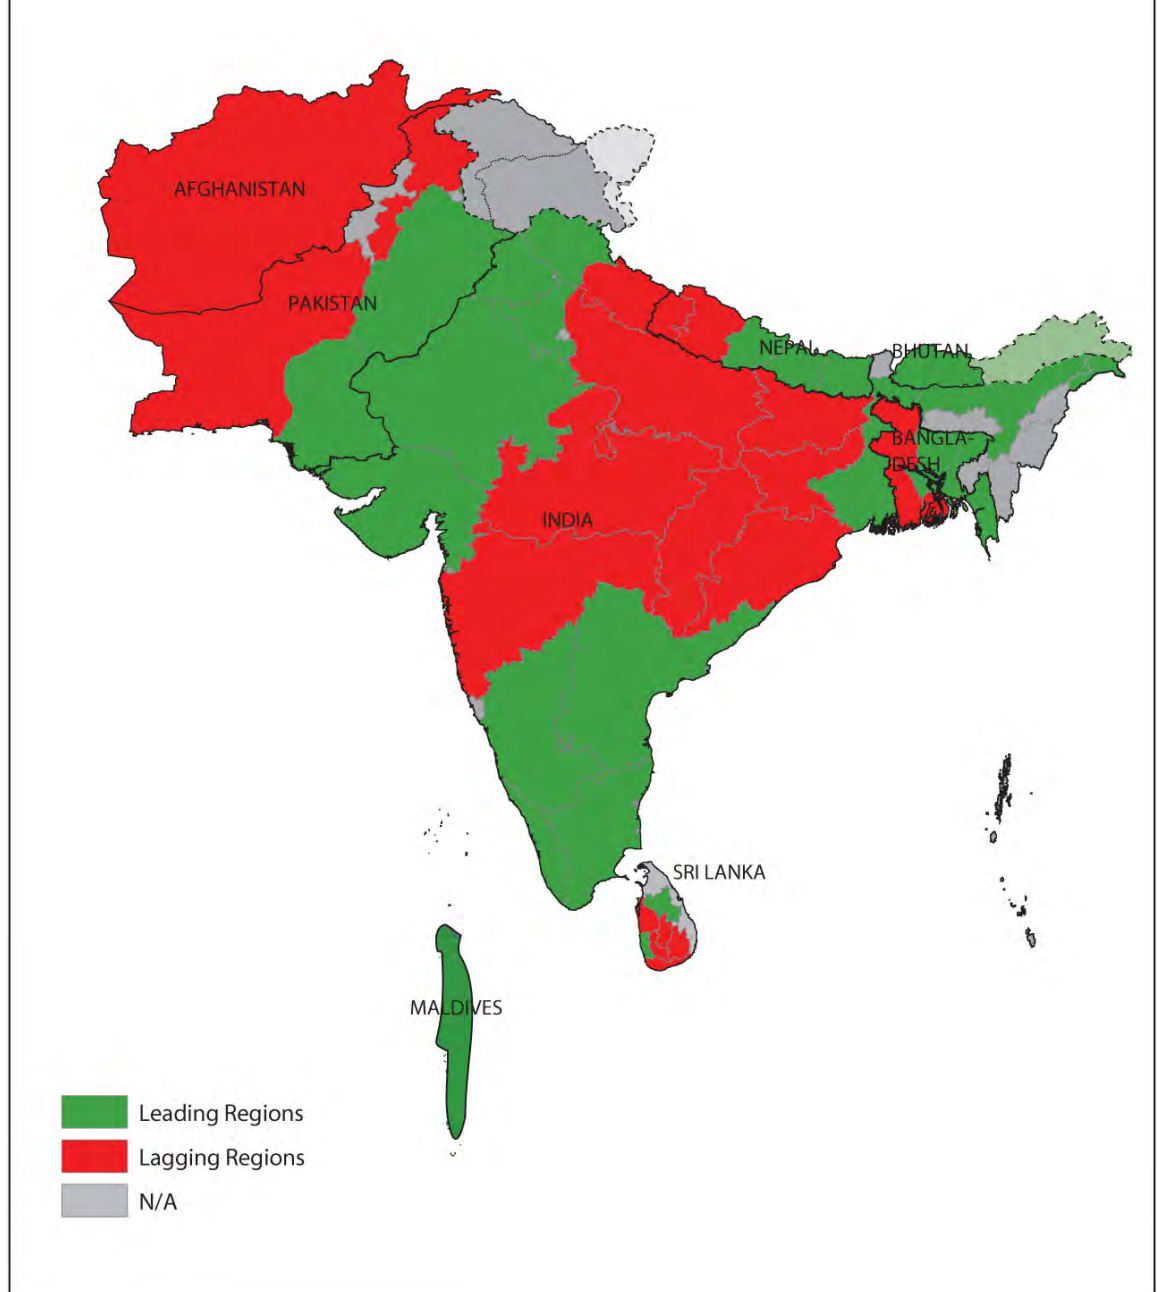 AFGHANISTAN
PAKISTAN
NEPAL
BHUTAN
BANGLA-
DESH
INDIA
SRI LANKA
MALDIVES
Leading Regions
Lagging Regions
N/A